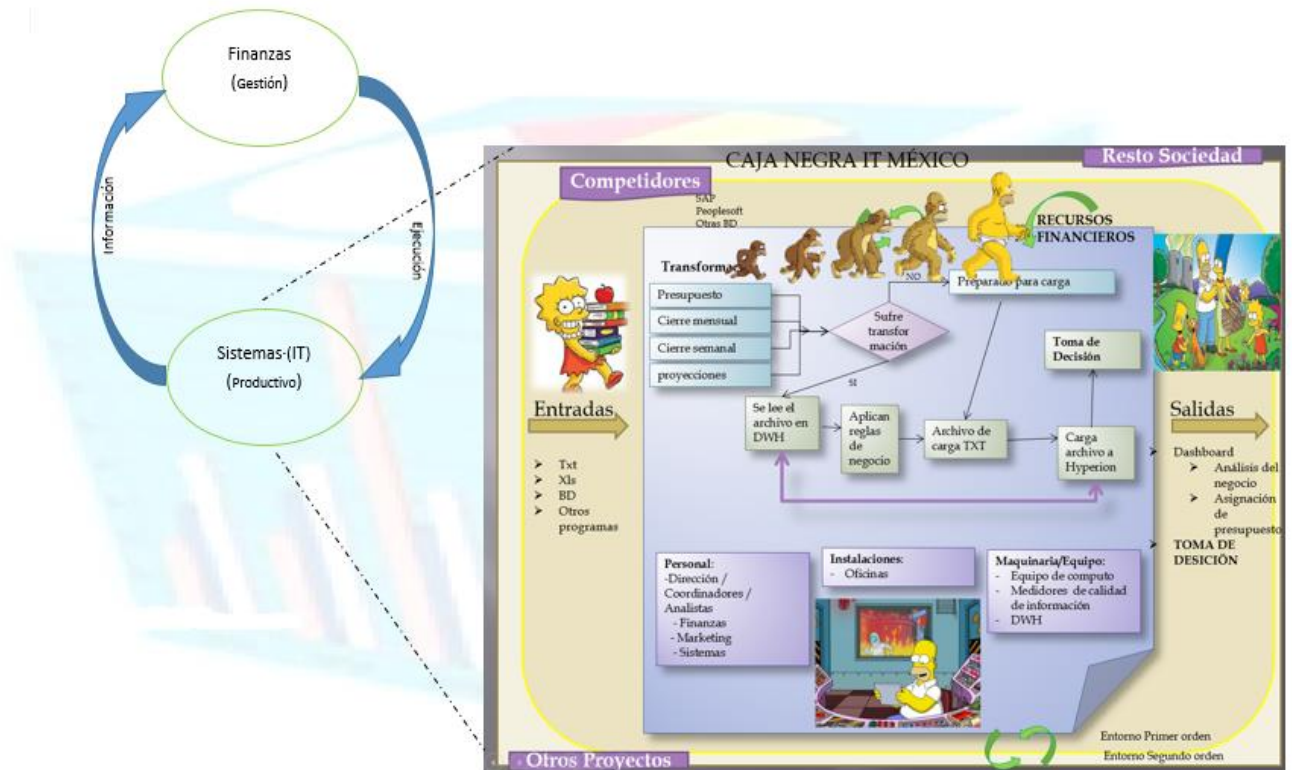 Finanzas
(Gestión)
Información
Ejecución
Sistemas (IT)
(Productivo)
CAJA NEGRA IT MÉXICO
Resto Sociedad
Competidores
SAP
Peoplesoft
Otras BD
RECURSOS
FINANCIEROS
Presupuesto
Cierre mensual
Cierre semanal
proyecciones
Sufre
transfor
mación
NO
SI
Preparado para carga
Toma de
Decisión
Entradas
Txt
Xls
BD
Otros
programas
Se lee el
archivo en
DWH
Aplican
reglas
de
negocio
Archivo de
carga TXT
Carga
archivo a
Hyperion
Salidas
Dashboard
Análisis del
negocio
Asignación
de
presupuesto
TOMA DE
DESICIÓN
Personal:
-Dirección /
Coordinadores /
Analistas
- Finanzas
- Marketing
- Sistemas
Instalaciones:
- Oficinas
Maquinaria/Equipo:
- Equipo de computo
- Medidores de calidad
de información
- DWH
Entorno Primer orden
Entorno Segundo orden
Otros Proyectos